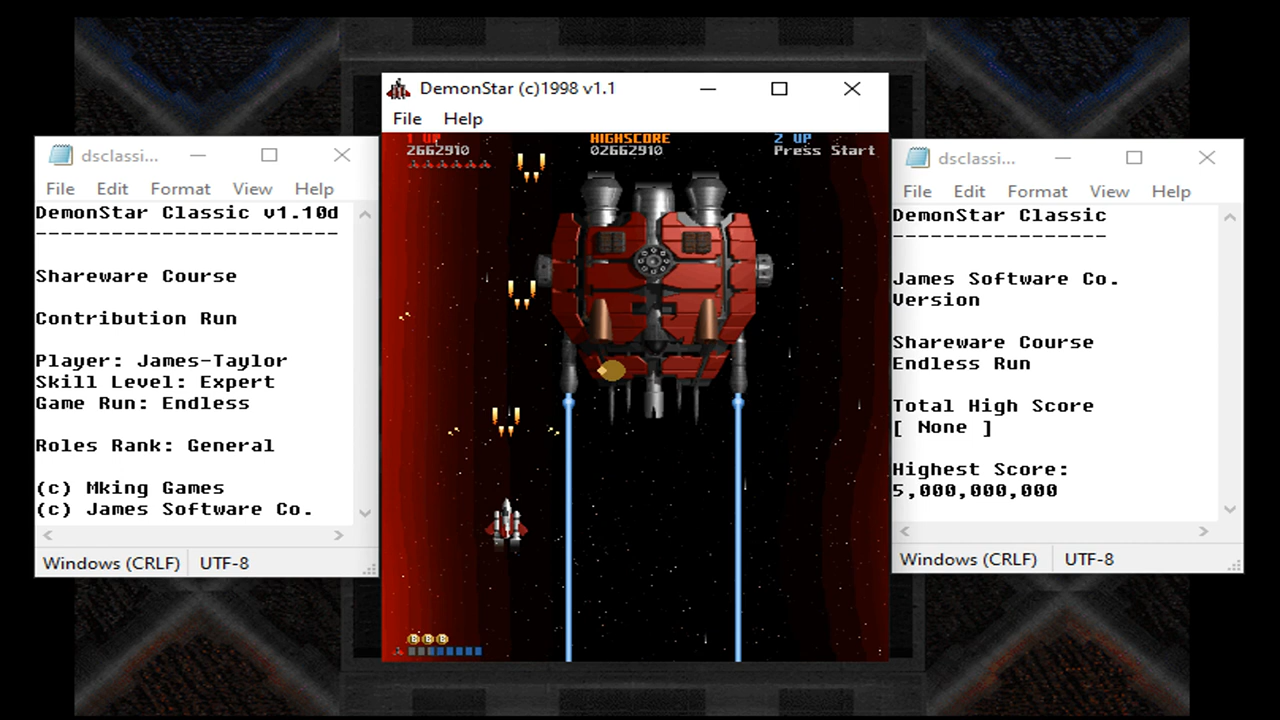 DemonStar (c)1998 v1.1
File Help
1 UP HIGHSCORE 2 UP
2662910 02662910 Press Start
B B B
dsclassi...
File Edit Format View Help
DemonStar Classic v1.10d
------------------------
Shareware Course
Contribution Run
Player: James-Taylor
Skill Level: Expert
Game Run: Endless
Roles Rank: General
(c) Mking Games
(c) James Software Co.
Windows (CRLF) UTF-8
dsclassi...
File Edit Format View Help
DemonStar Classic
-----------------
James Software Co.
Version
Shareware Course
Endless Run
Total High Score
[ None ]
Highest Score:
5,000,000,000
Windows (CRLF) UTF-8